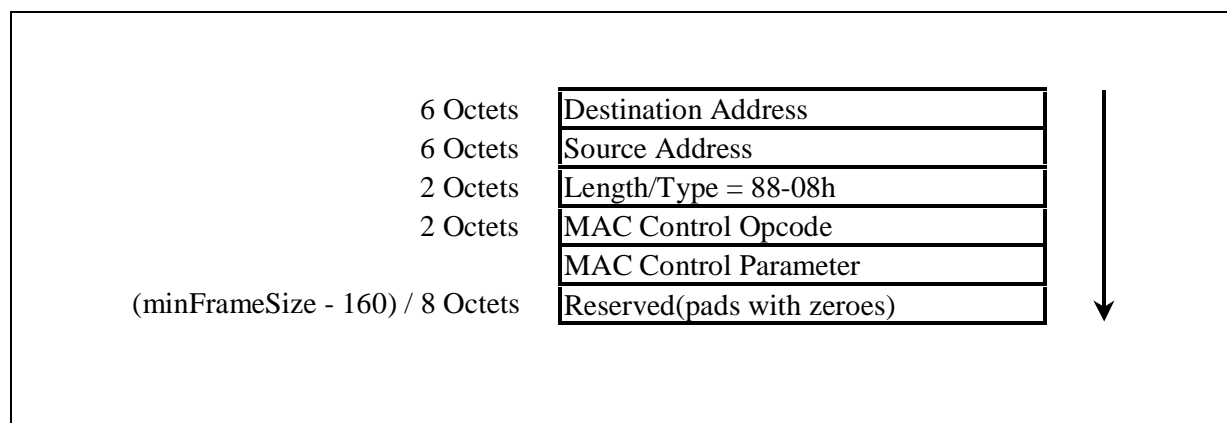 6 Octets Destination Address
6 Octets Source Address
2 Octets Length/Type = 88-08h
2 Octets MAC Control Opcode
MAC Control Parameter
(minFrameSize - 160) / 8 Octets Reserved(pads with zeroes)